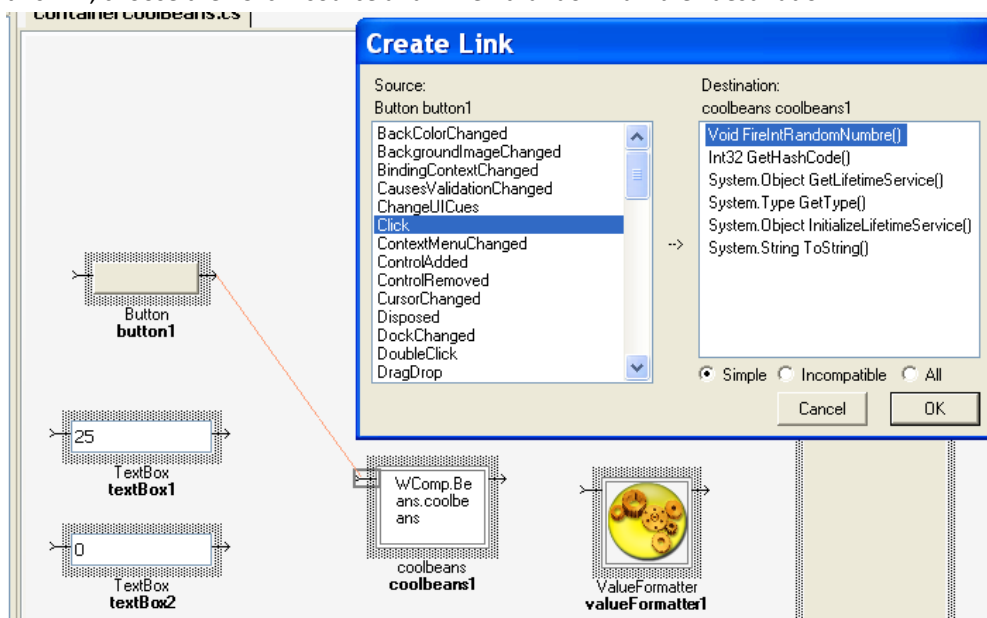 containercoolbeans.cs
Create Link
Source:
Button button1
BackColorChanged
BackgroundImageChanged
BindingContextChanged
CausesValidationChanged
ChangeUICues
Click
ContextMenuChanged
ControlAdded
ControlRemoved
CursorChanged
Disposed
DockChanged
DoubleClick
DragDrop
-->
Destination:
coolbeans coolbeans1
Void FireIntRandomNumbre()
Int32 GetHashCode()
System.Object GetLifetimeService()
System.Type GetType()
System.Object InitializeLifetimeService()
System.String ToString()
Simple Incompatible All
Cancel OK
Button
button1
25
TextBox
textBox1
0
TextBox
textBox2
WComp.Be
ans.coolbe
ans
coolbeans
coolbeans1
ValueFormatter
valueFormatter1